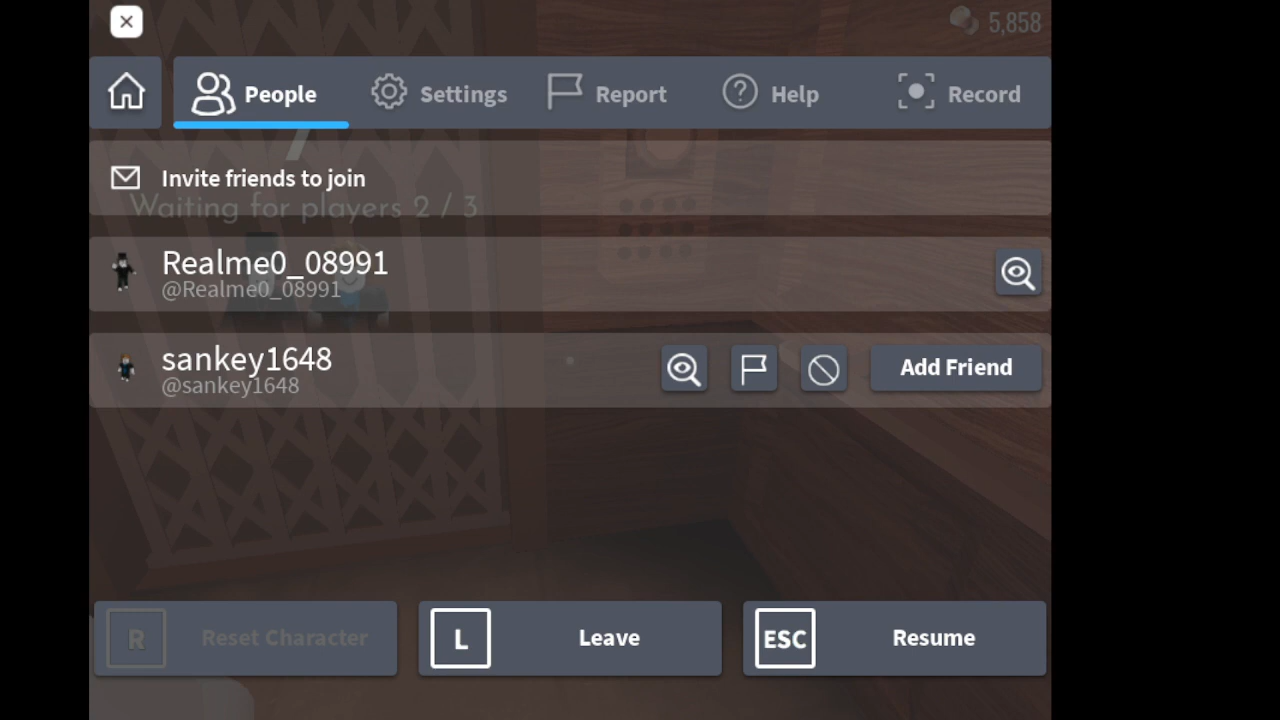 5,858
People
Settings
Report
Help
Record
7
Invite friends to join
Waiting for players 2 / 3
Realme0_08991
@Realme0_08991
sankey1648
@sankey1648
Add Friend
R
Reset Character
L
Leave
ESC
Resume